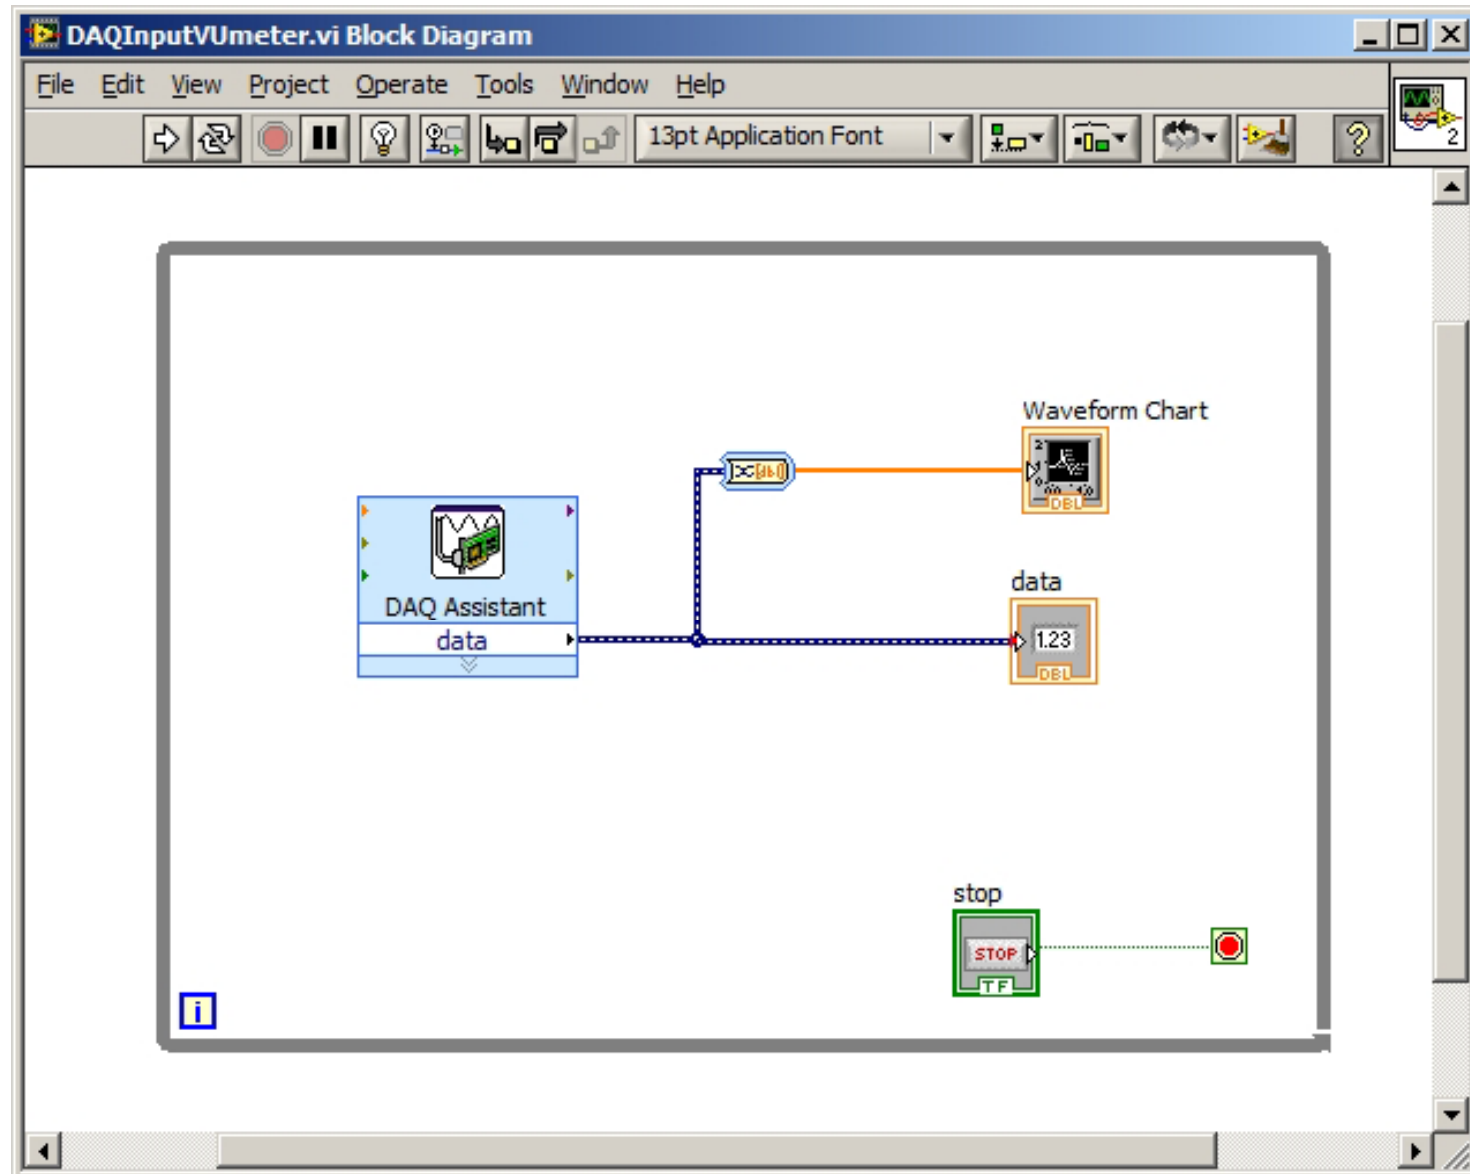 DAQInputVUmeter.vi Block Diagram
File Edit View Project Operate Tools Window Help
13pt Application Font
2
Waveform Chart
DBL
DAQ Assistant
data
data
1.23
DBL
stop
STOP
TF
i